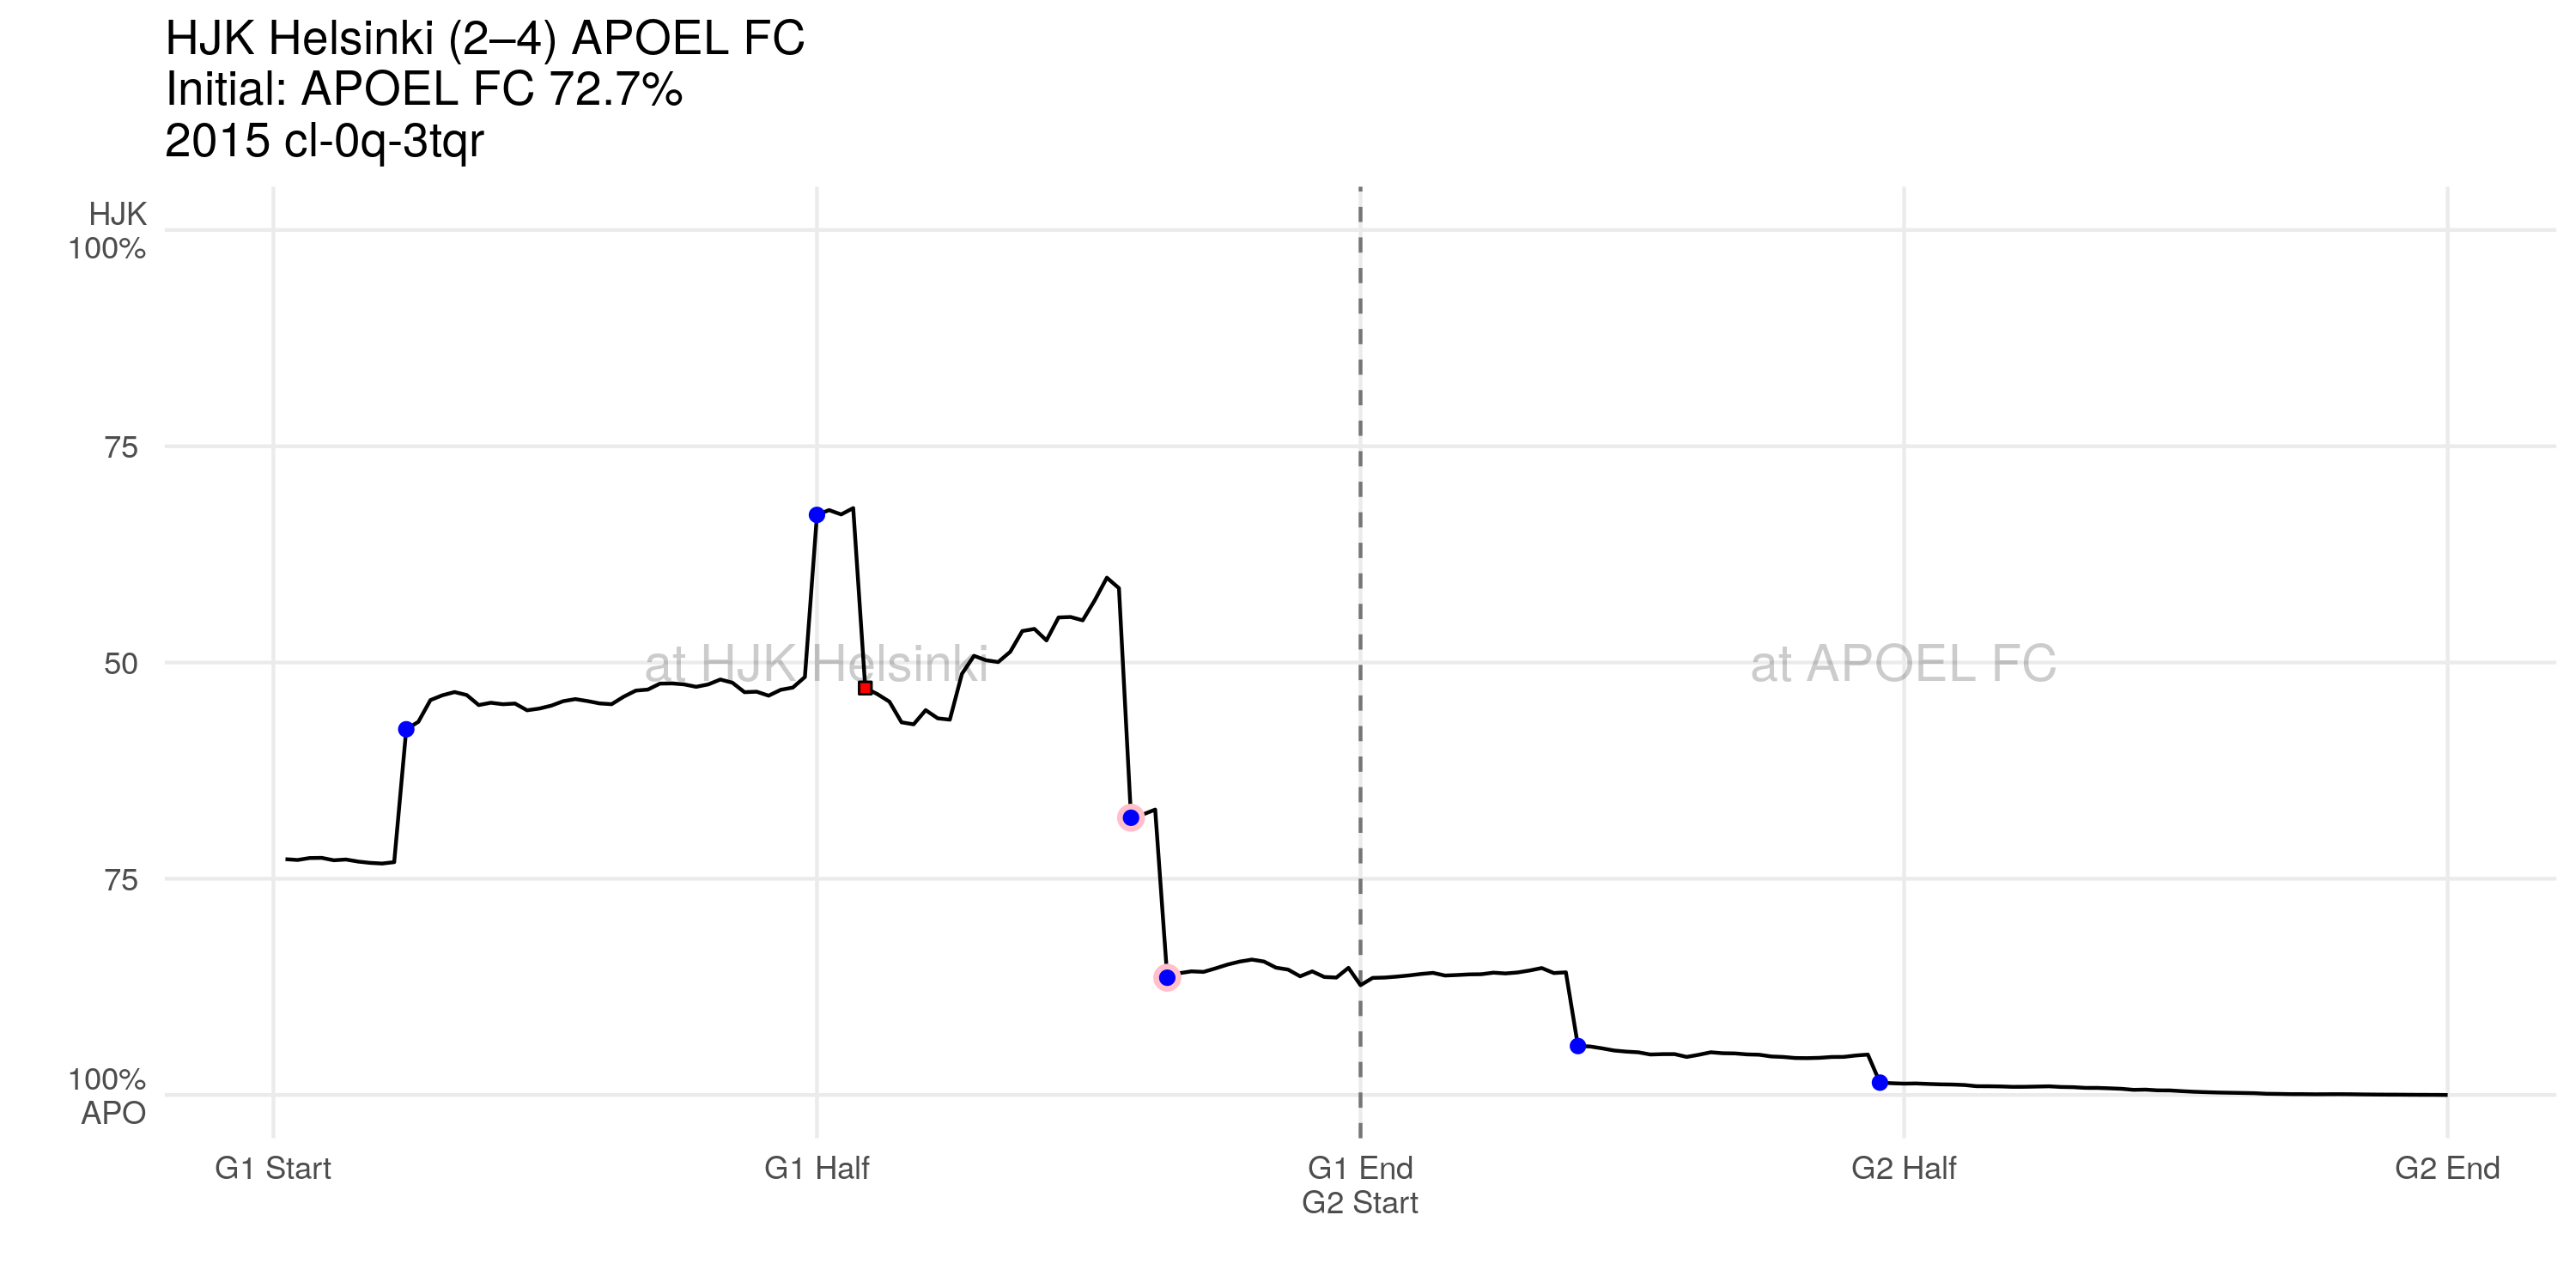 HJK Helsinki (2–4) APOEL FC
Initial: APOEL FC 72.7%
2015 cl-0q-3tqr
HJK
100%
75
50
75
100%
APO
at HJK Helsinki
at APOEL FC
G1 Start
G1 Half
G1 End
G2 Start
G2 Half
G2 End